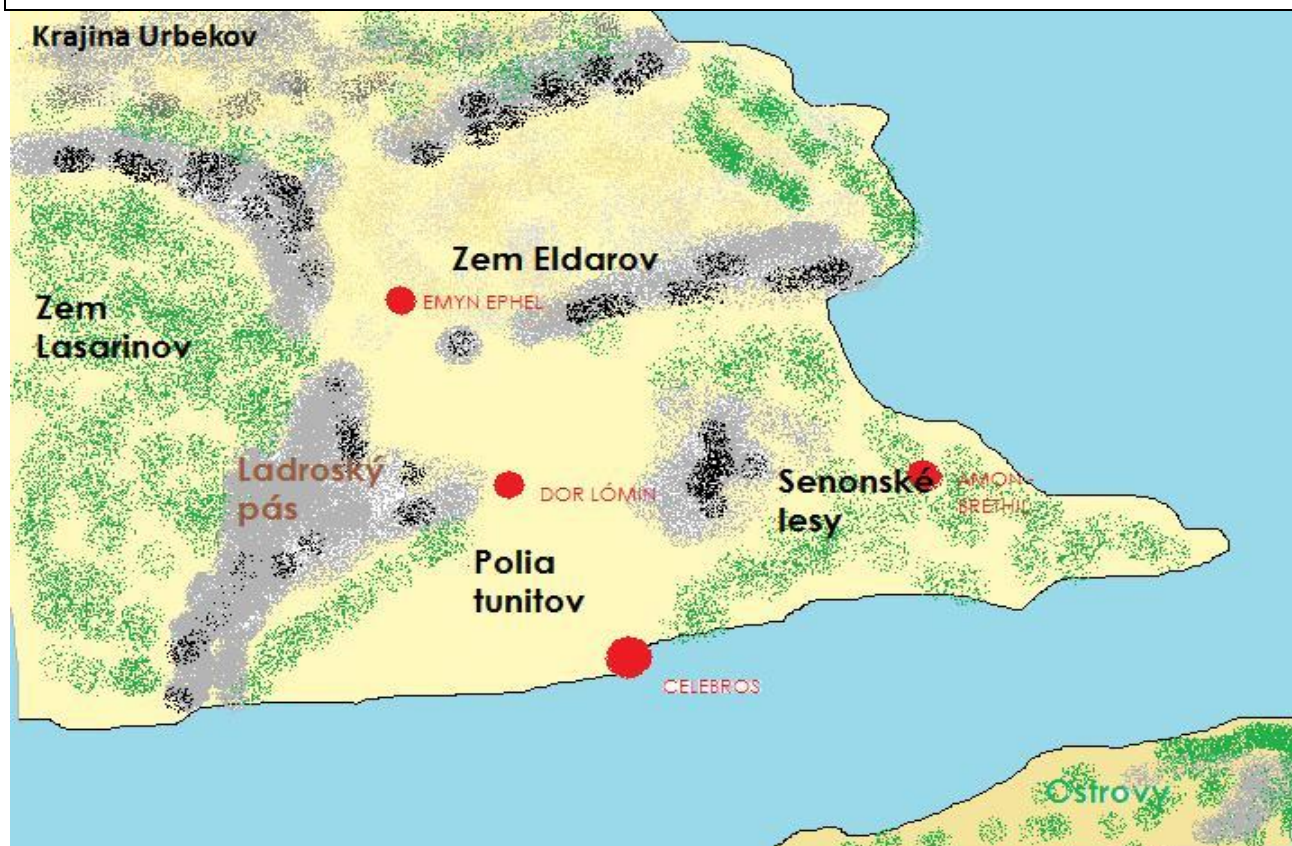 Krajina Urbekov
Zem Eldarov
EMYN EPHEL
Zem
Lasarinov
Ladroský
pás
DOR LÓMIN
Senonské
lesy
AMON
BRETHIL
Polia
tunitov
CELEBROS
Ostrovy